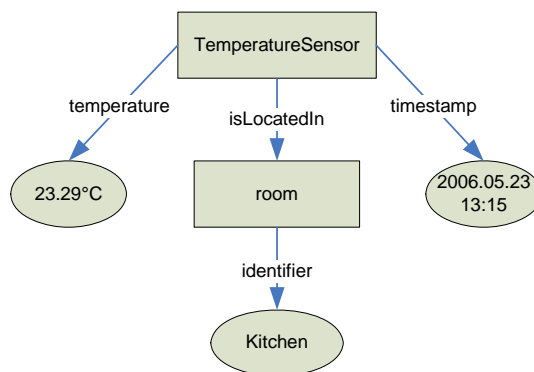 TemperatureSensor
temperature
isLocatedIn
timestamp
23.29°C
room
2006.05.23
13:15
identifier
Kitchen